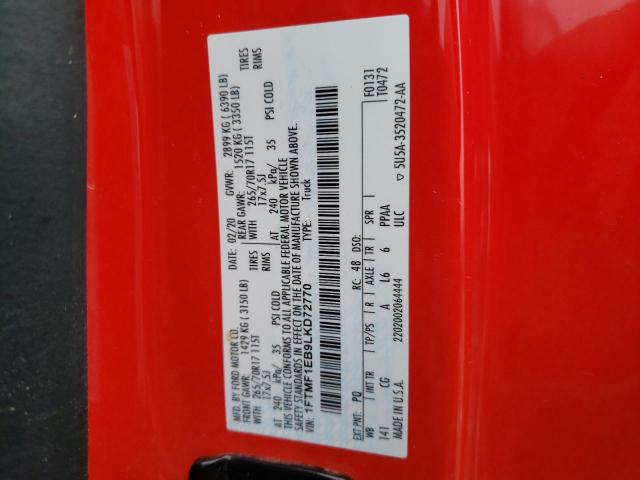 MFD. BY FORD MOTOR CO.
DATE: 02/20 GVWR: 2899 KG ( 6390 LB)
FRONT GAWR: 1429 KG ( 3150 LB) REAR GAWR: 1520 KG ( 3350 LB)
WITH 265/70R17 115T TIRES WITH 265/70R17 115T TIRES
17x7.5J RIMS 17x7.5J RIMS
AT 240 kPa/ 35 PSI COLD AT 240 kPa/ 35 PSI COLD
THIS VEHICLE CONFORMS TO ALL APPLICABLE FEDERAL MOTOR VEHICLE
SAFETY STANDARDS IN EFFECT ON THE DATE OF MANUFACTURE SHOWN ABOVE.
VIN: 1FTMF1EB9LKD72770 TYPE: Truck
F0131
T0472
EXT PNT: PQ RC: 48 DSO:
WB INT TR TP/PS R AXLE TR SPR
141 CG A L6 6 PPAA
MADE IN U.S.A. 2202002064444 ULC
▽ 5U5A-3520472-AA